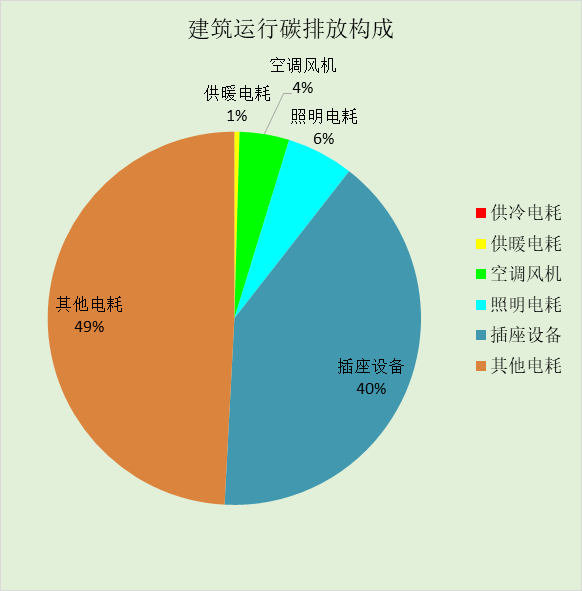 建筑运行碳排放构成
空调风机
4%
供暖电耗
1%
照明电耗
6%
其他电耗
49%
插座设备
40%
供冷电耗
供暖电耗
空调风机
照明电耗
插座设备
其他电耗